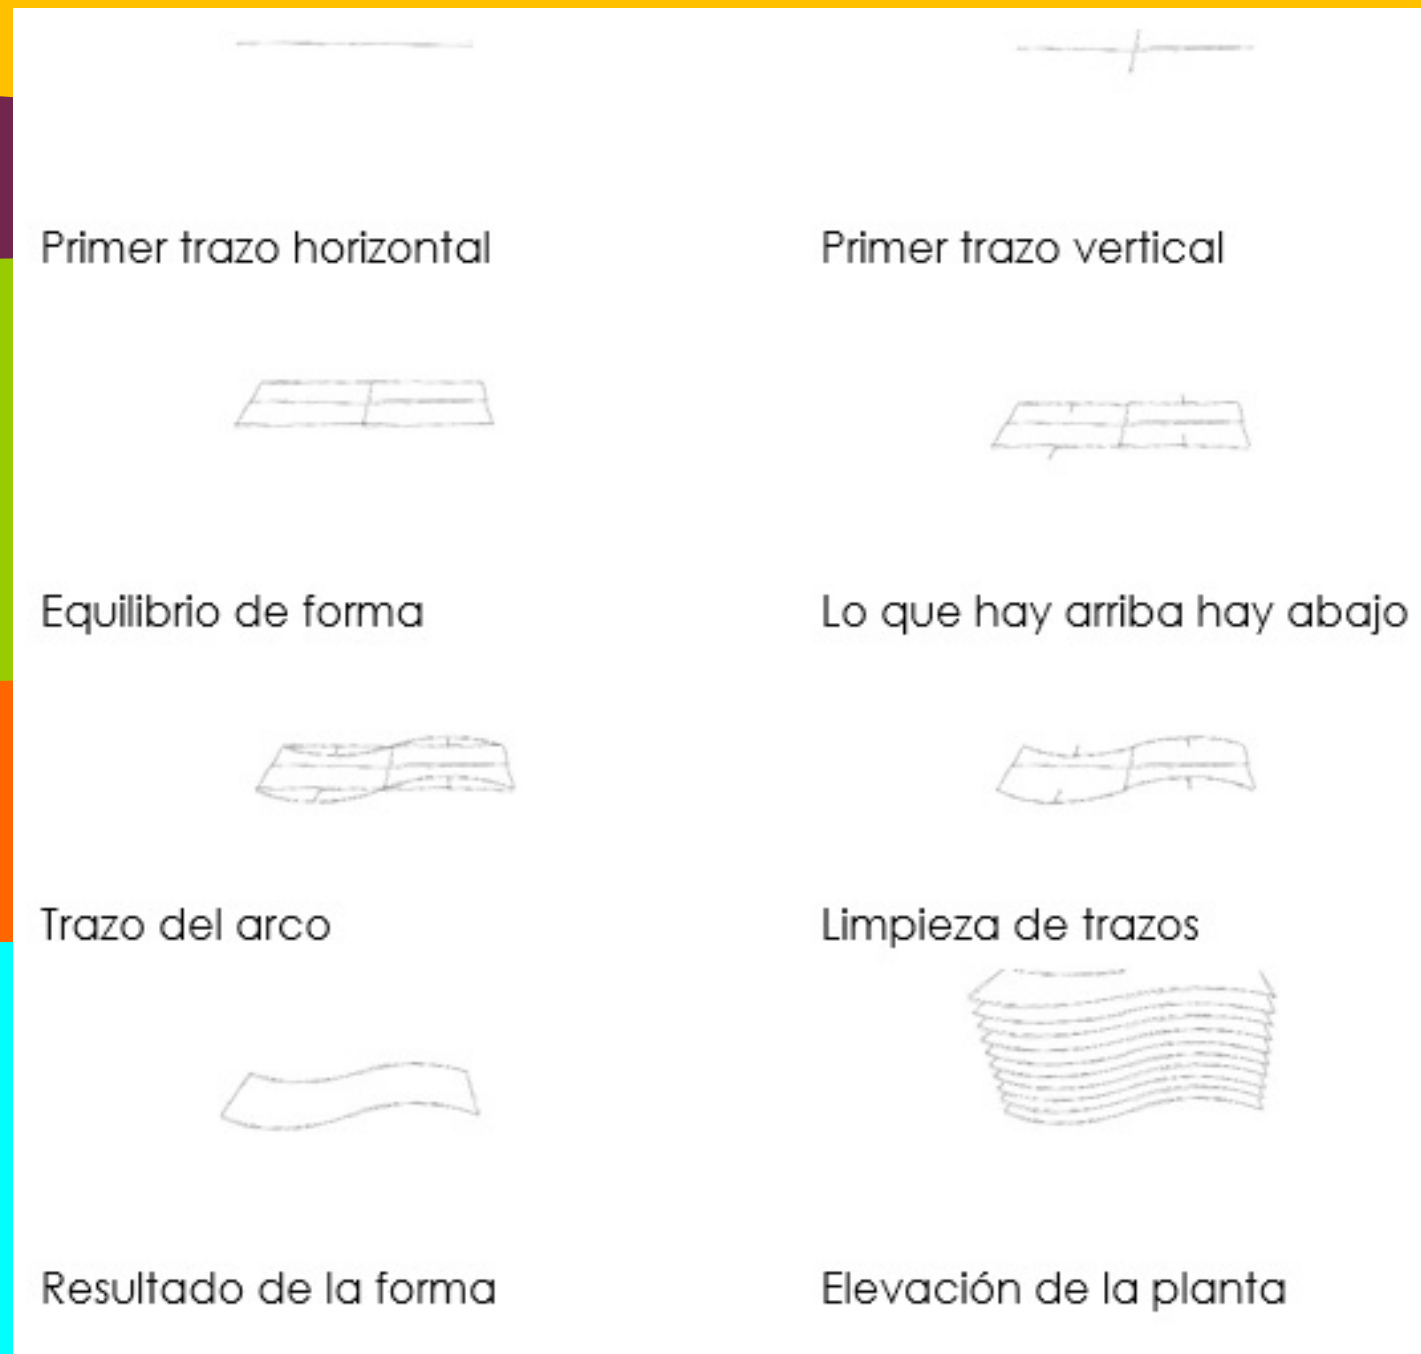 Primer trazo horizontal
Primer trazo vertical
Equilibrio de forma
Lo que hay arriba hay abajo
Trazo del arco
Limpieza de trazos
Resultado de la forma
Elevación de la planta